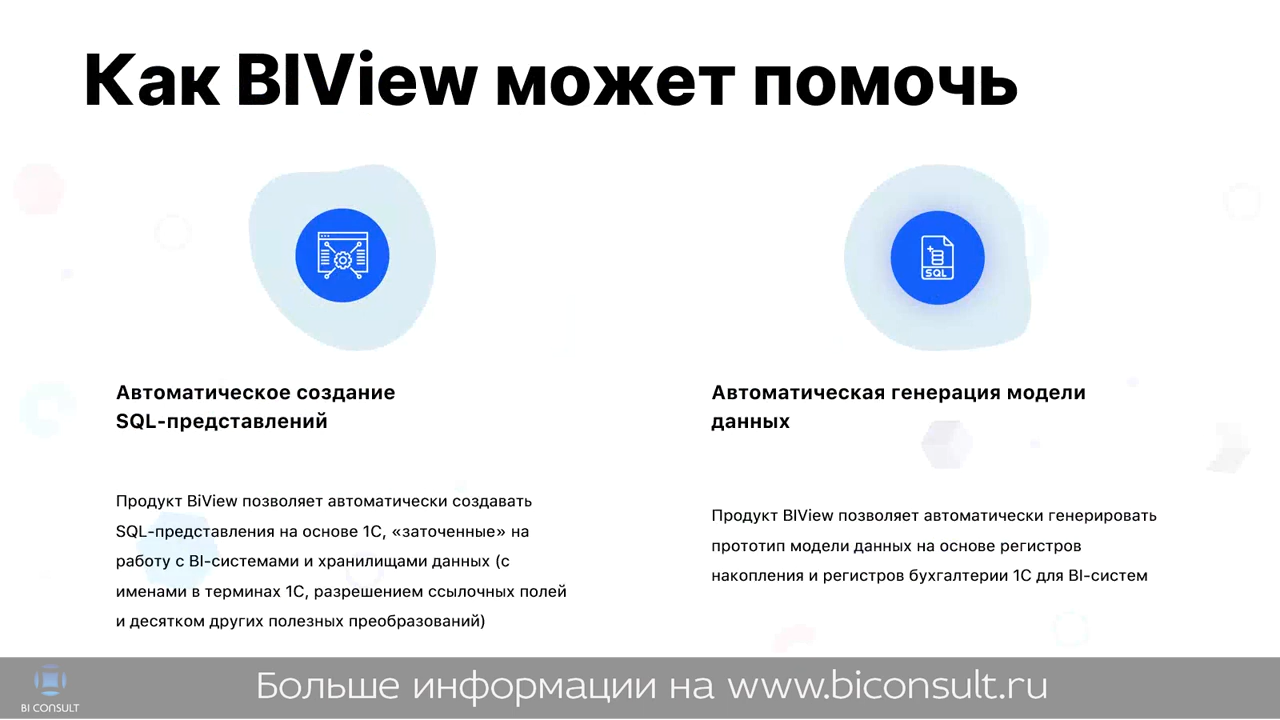 Как BIView может помочь
SQL
Автоматическое создание
SQL-представлений
Продукт BiView позволяет автоматически создавать
SQL-представления на основе 1С, «заточенные» на
работу с BI-системами и хранилищами данных (с
именами в терминах 1С, разрешением ссылочных полей
и десятком других полезных преобразований)
Автоматическая генерация модели
данных
Продукт BIView позволяет автоматически генерировать
прототип модели данных на основе регистров
накопления и регистров бухгалтерии 1С для BI-систем
BI CONSULT
Больше информации на www.biconsult.ru